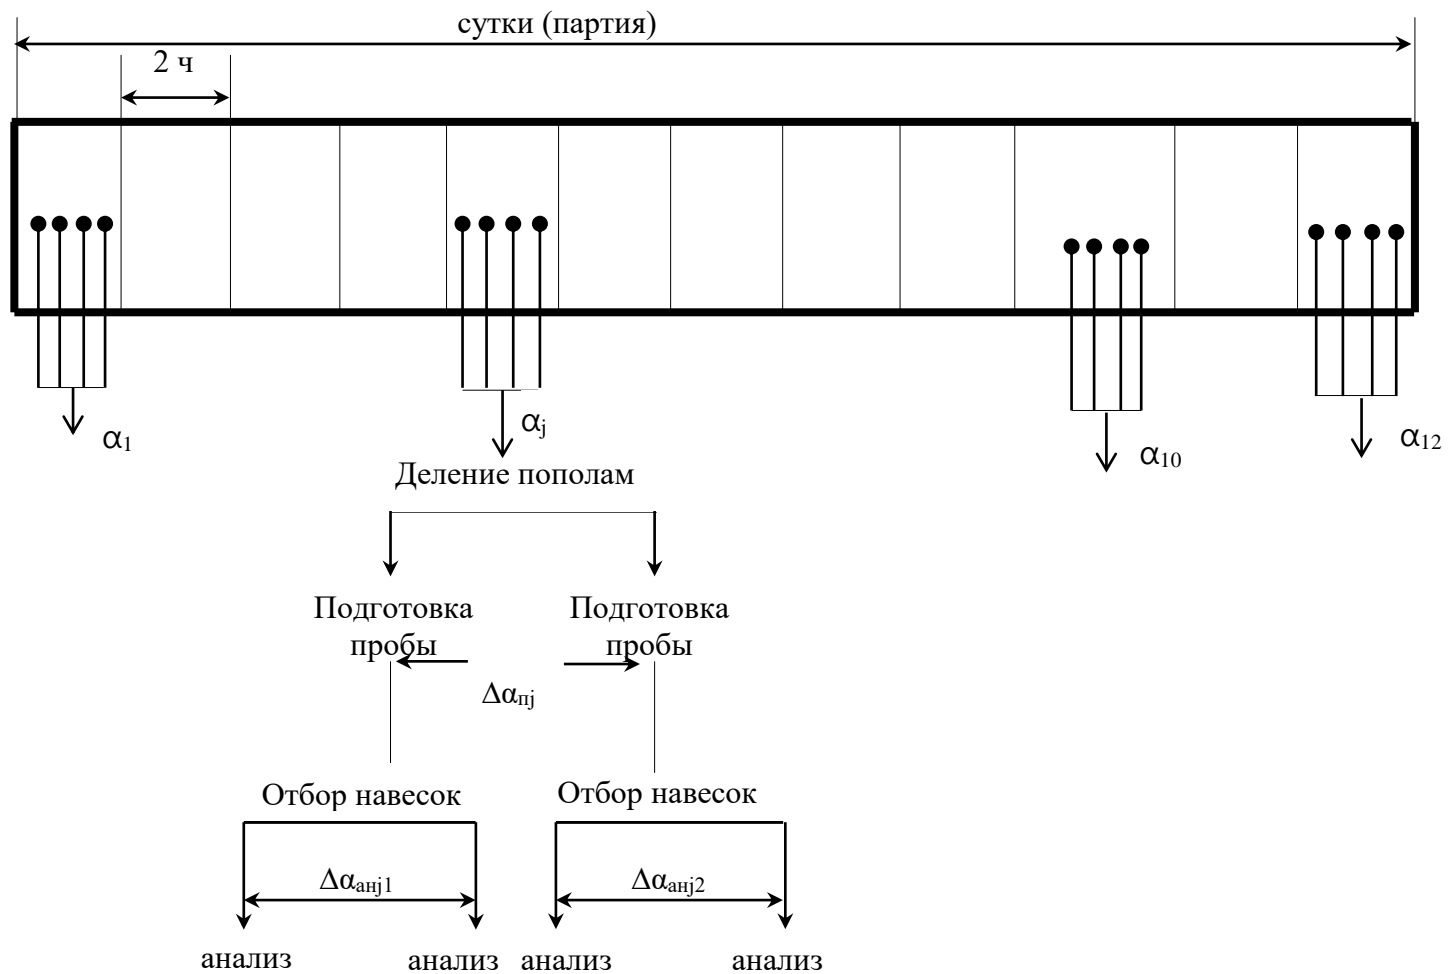 сутки (партия)
2 ч
α1
αj
α10
α12
Деление пополам
Подготовка
пробы
Подготовка
пробы
Δαпj
Отбор навесок
Отбор навесок
Δαанj1
Δαанj2
анализ
анализ
анализ
анализ